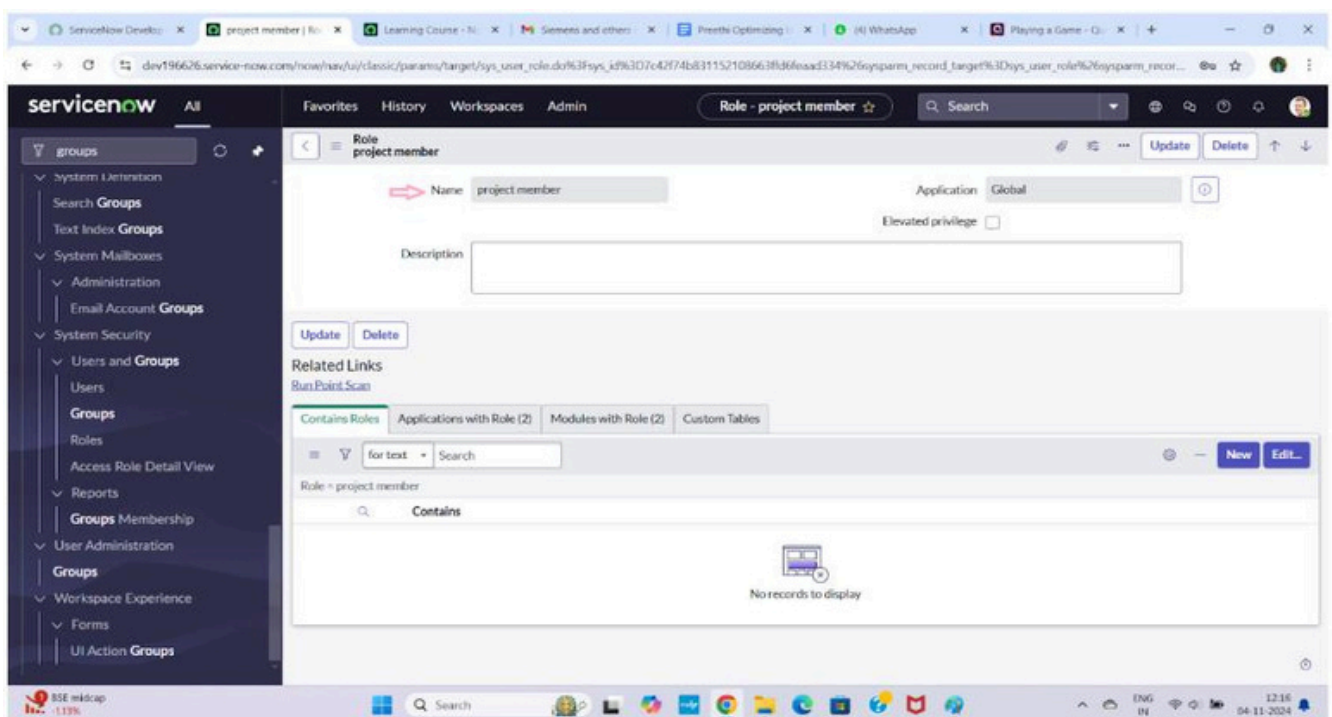 ServiceNow Develop
project member | Ro
Learning Course - N
Siemens and others
Preethi Optimizing
(4) WhatsApp
Playing a Game - 
dev196626.service-now.com/now/nav/ui/classic/params/target/
servicenow All Favorites History Workspaces Admin Role - project member Search
groups
Role
project member
Update Delete
System Definition
Search Groups
Text Index Groups
System Mailboxes
Administration
Email Account Groups
System Security
Users and Groups
Users
Groups
Roles
Access Role Detail View
Reports
Groups Membership
User Administration
Groups
Workspace Experience
Forms
UI Action Groups
Name project member
Application Global
Elevated privilege
Description
Update Delete
Related Links
Run Point Scan
Contains Roles Applications with Role (2) Modules with Role (2) Custom Tables
for text Search New Edit...
Role = project member
Contains
No records to display
BSE midcap
-1.13%
Search
ENG
IN
12:16
04-11-2024